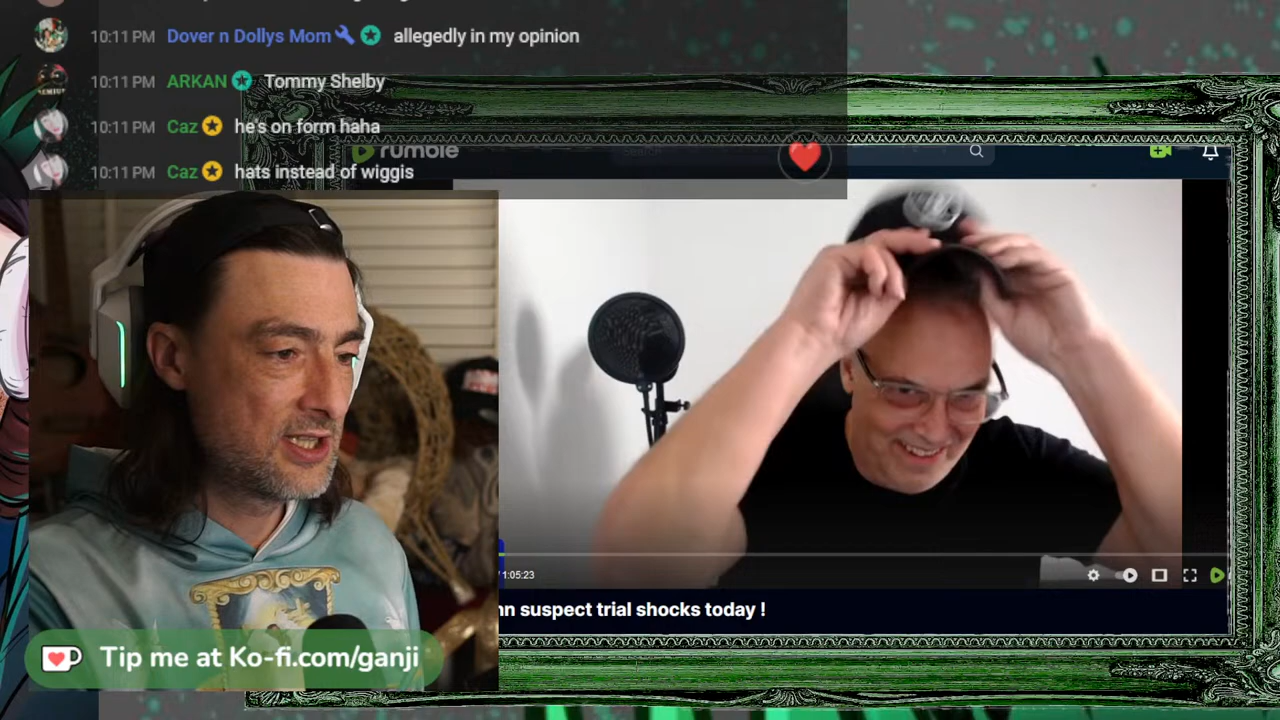 10:11 PM Dover n Dollys Mom allegedly in my opinion
10:11 PM ARKAN Tommy Shelby
10:11 PM Caz he's on form haha
10:11 PM Caz hats instead of wiggis
rumble
/ 1:05:23
nn suspect trial shocks today !
Tip me at Ko-fi.com/ganji